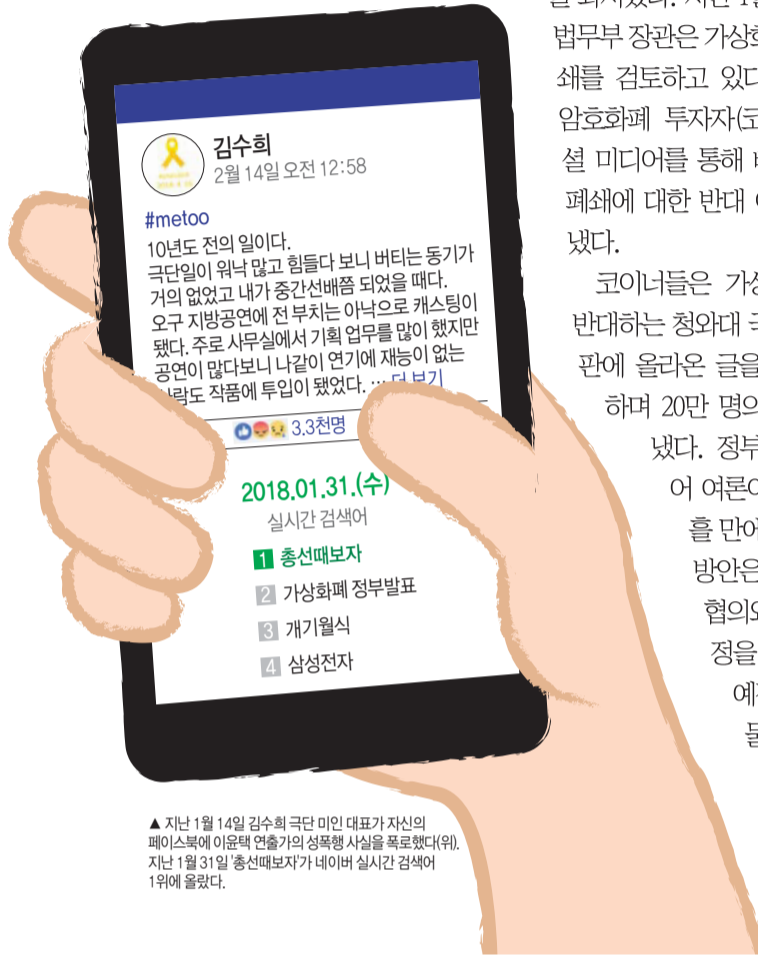 김수희
2월 14일 오전 12:58
#metoo
10년도 전의 일이다.
극단일이 워낙 많고 힘들다 보니 버티는 동기가
거의 없었고 내가 중간선배쯤 되었을 때다.
오구 지방공연에 전 부치는 아낙으로 캐스팅이
됐다. 주로 사무실에서 기획 업무를 많이 했지만
공연이 많다보니 나같이 연기에 재능이 없는
람도 작품에 투입이 됐었다. … 더 보기
3.3천명
2018.01.31.(수)
실시간 검색어
1 총선때보자
2 가상화폐 정부발표
3 개기월식
4 삼성전자
▲ 지난 1월 14일 김수희 극단 미인 대표가 자신의
페이스북에 이윤택 연출가의 성폭행 사실을 폭로했다(위).
지난 1월 31일 '총선때보자'가 네이버 실시간 검색어
1위에 올랐다.
법무부 장관은 가상화
쇄를 검토하고 있다
암호화폐 투자자(코
셜 미디어를 통해
폐쇄에 대한 반대
냈다.
코이너들은 가상
반대하는 청와대
판에 올라온 글을
하며 20만 명의
냈다. 정부
어 여론이
흘 만에
방안은
협의와
정을